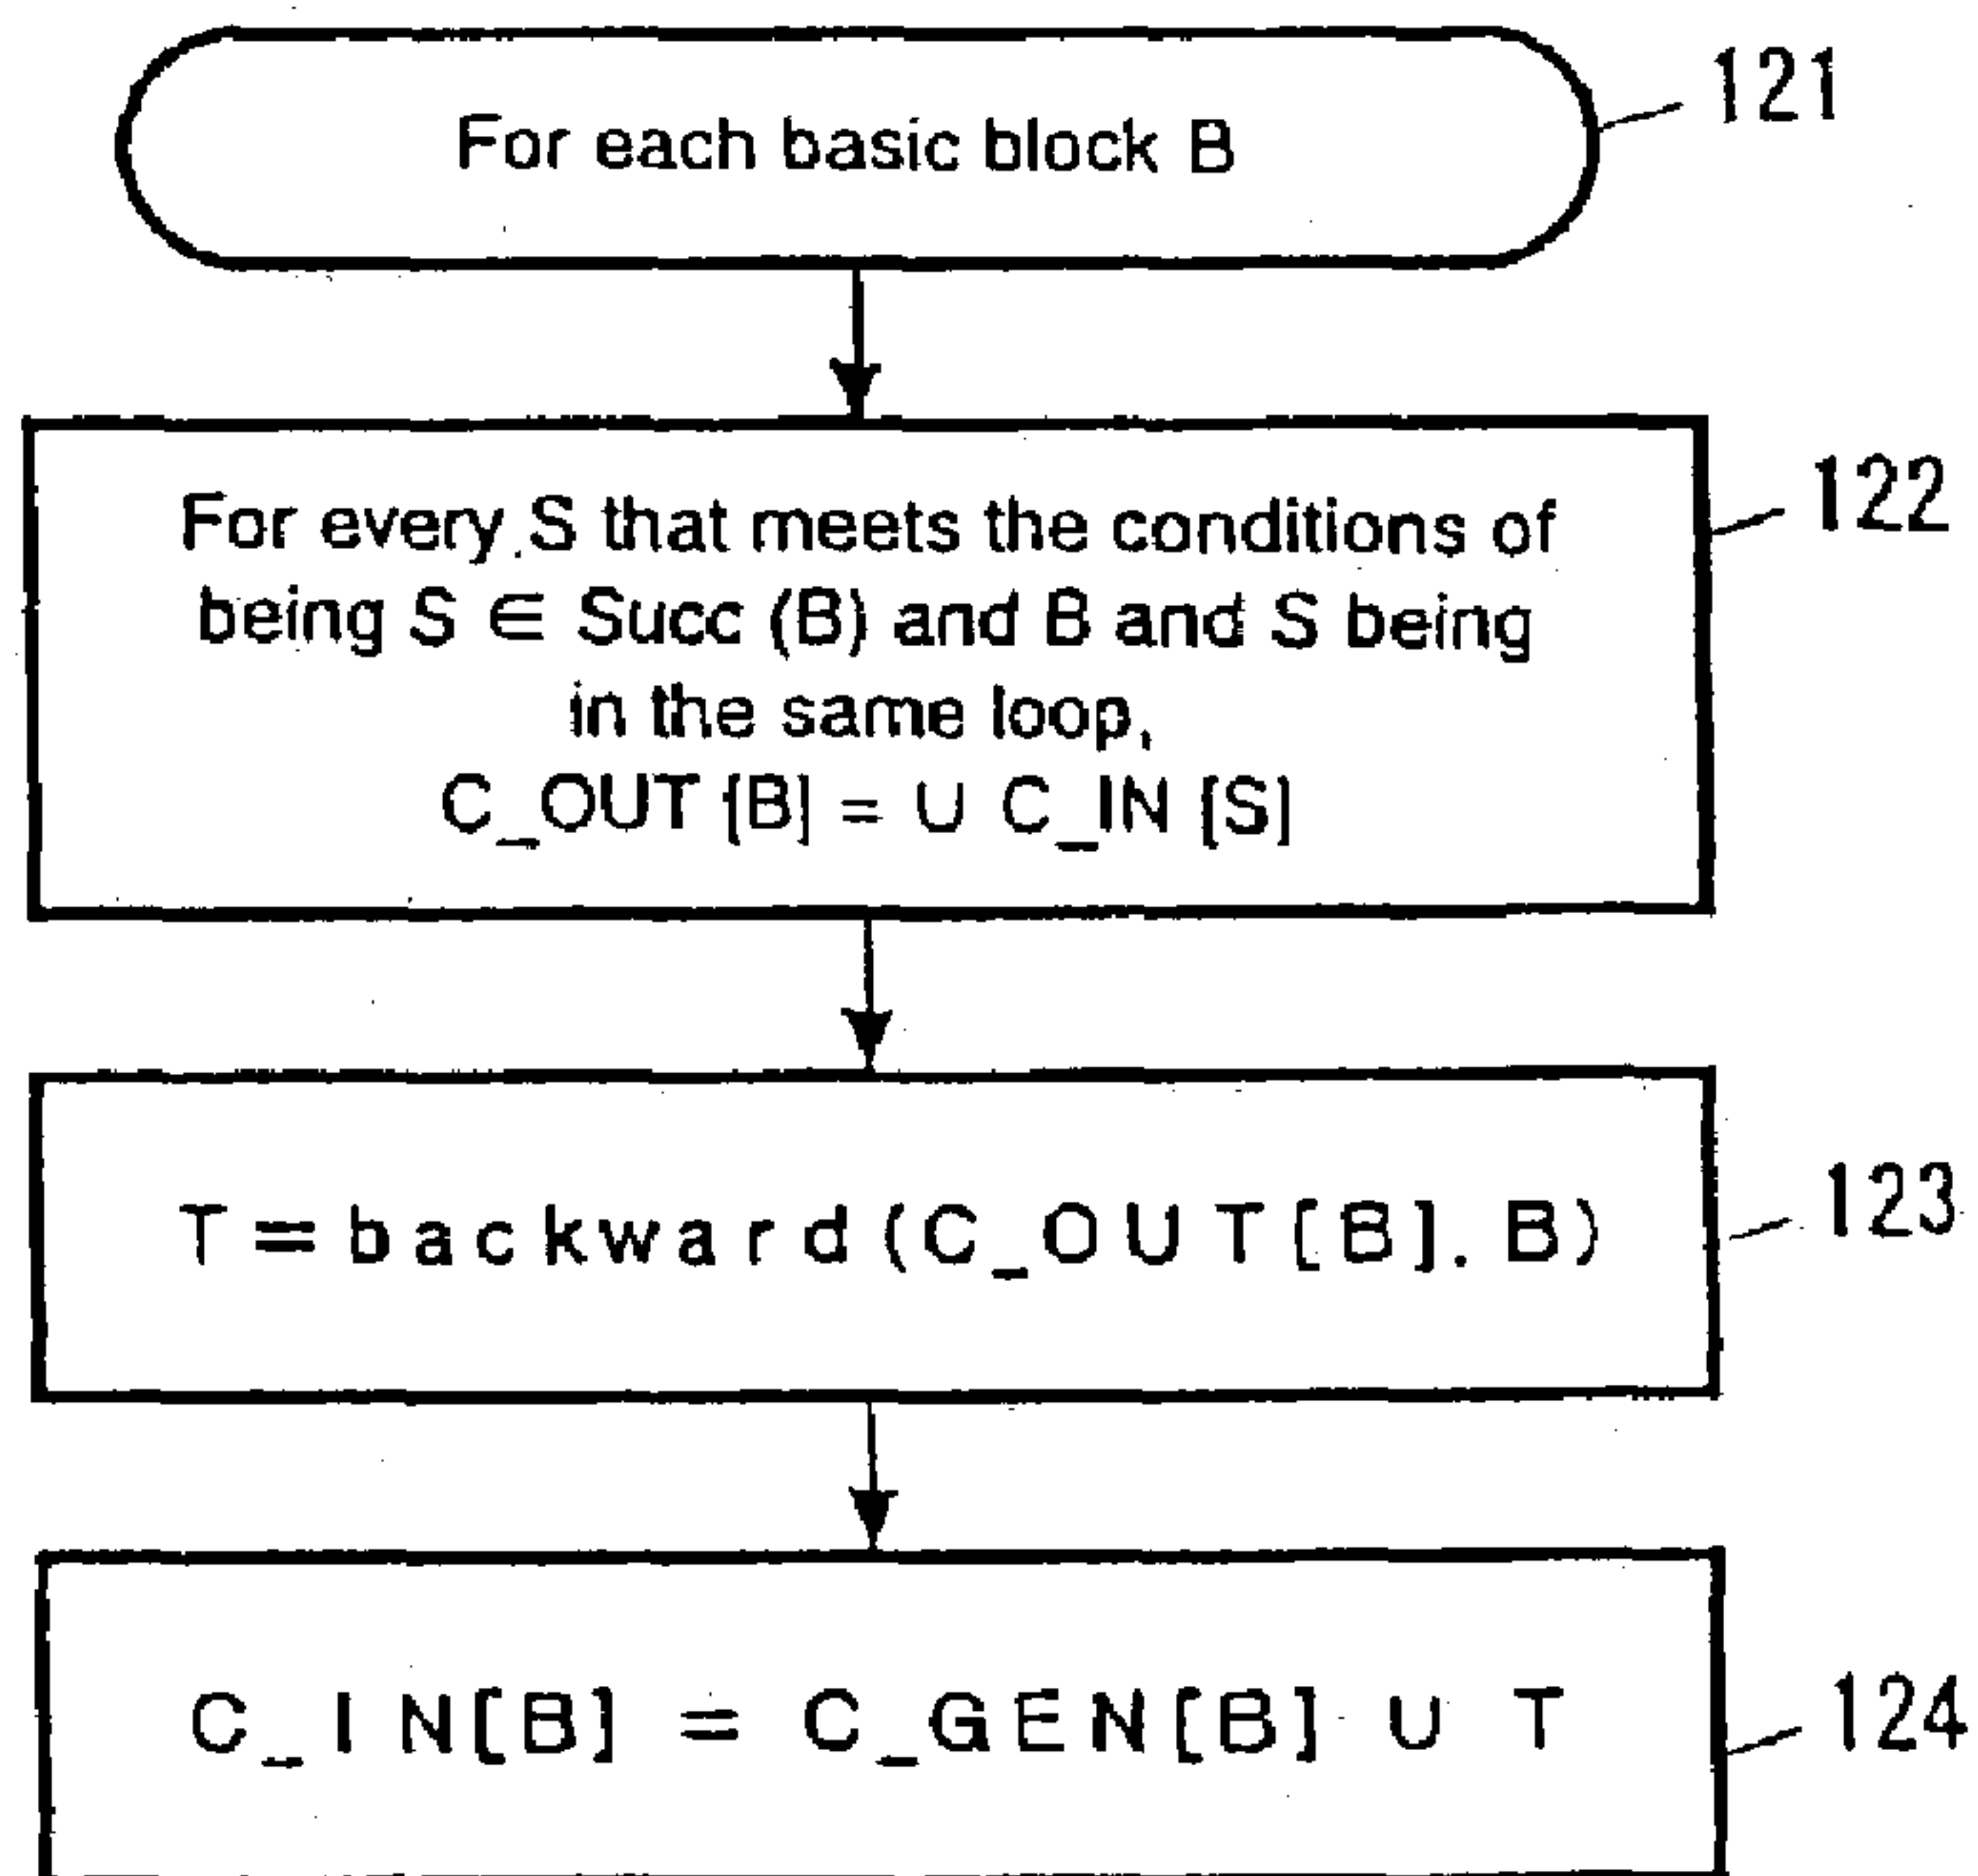 For each basic block B
121
For every S that meets the conditions of
being S ∈ Succ (B) and B and S being
in the same loop,
C_OUT [B] = ∪ C_IN [S]
122
T = backward (C_OUT[B], B)
123
C_IN[B] = C_GEN[B] ∪ T
124